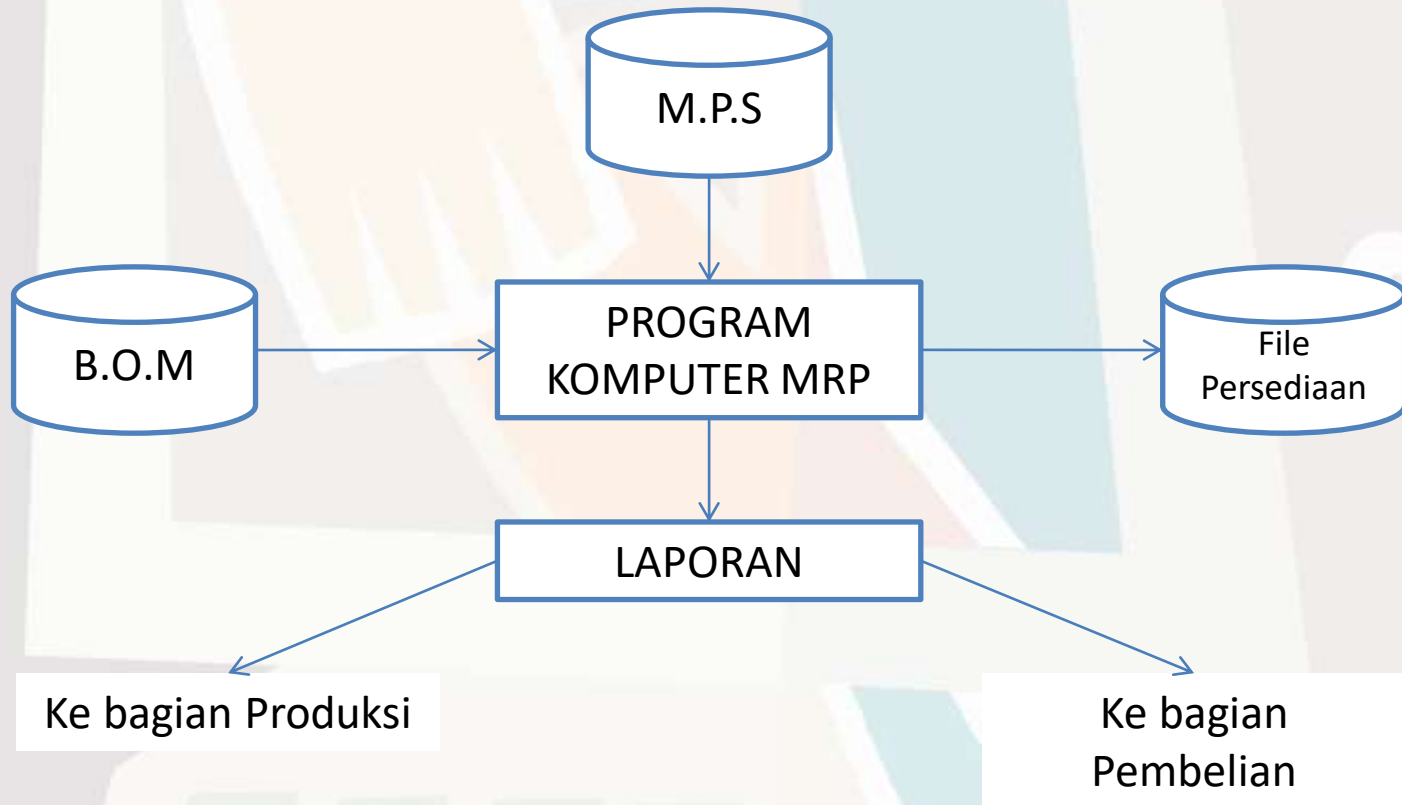 M.P.S
B.O.M
PROGRAM
KOMPUTER MRP
File
Persediaan
LAPORAN
Ke bagian Produksi
Ke bagian
Pembelian